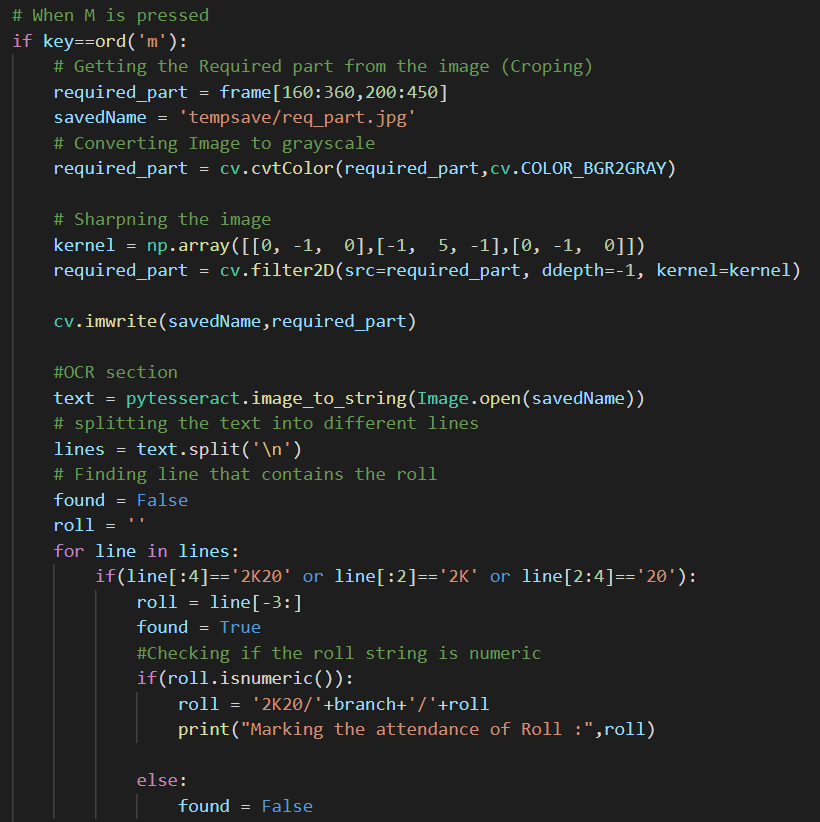 # When M is pressed
if key==ord('m'):
    # Getting the Required part from the image (Croping)
    required_part = frame[160:360,200:450]
    savedName = 'tempsave/req_part.jpg'
    # Converting Image to grayscale
    required_part = cv.cvtColor(required_part,cv.COLOR_BGR2GRAY)
    # Sharpning the image
    kernel = np.array([[0, -1,  0],[-1,  5, -1],[0, -1,  0]])
    required_part = cv.filter2D(src=required_part, ddepth=-1, kernel=kernel)
    cv.imwrite(savedName,required_part)
    #OCR section
    text = pytesseract.image_to_string(Image.open(savedName))
    # splitting the text into different lines
    lines = text.split('\n')
    # Finding line that contains the roll
    found = False
    roll = ''
    for line in lines:
        if(line[:4]=='2K20' or line[:2]=='2K' or line[2:4]=='20'):
            roll = line[-3:]
            found = True
            #Checking if the roll string is numeric
            if(roll.isnumeric()):
                roll = '2K20/'+branch+'/'+roll
                print("Marking the attendance of Roll :",roll)
            else:
                found = False